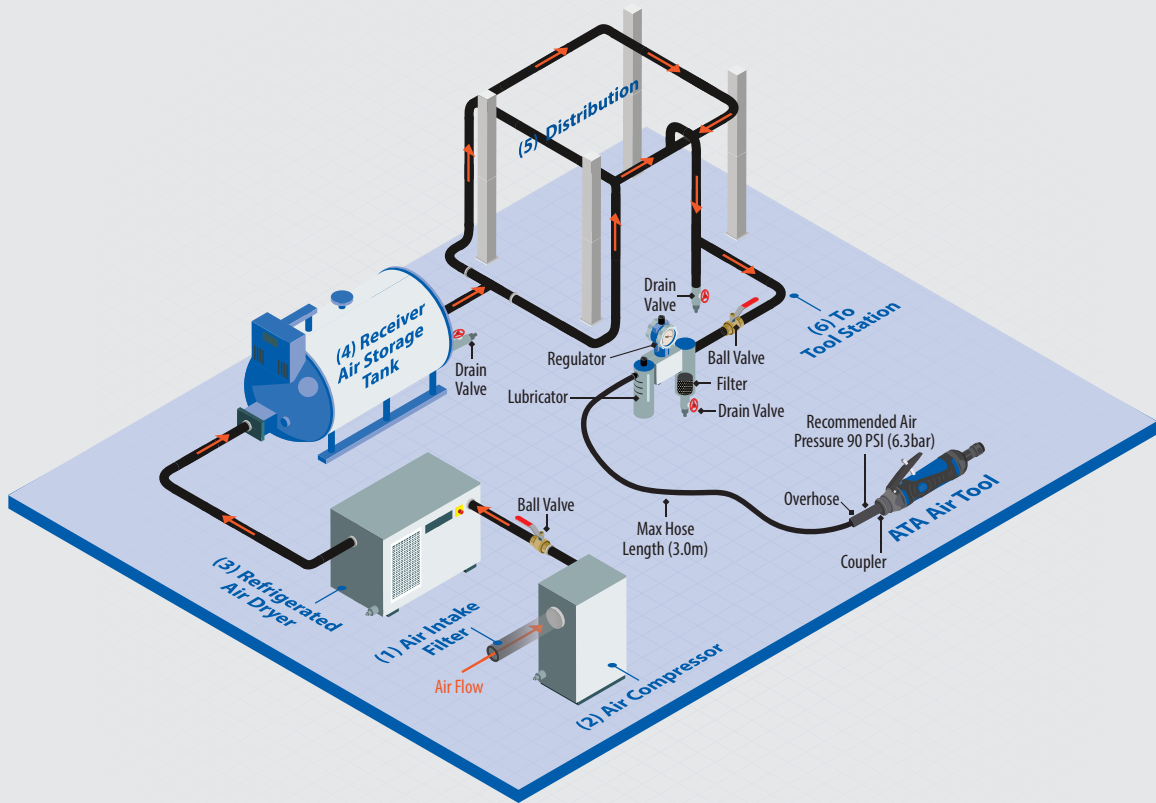 (5) Distribution
Drain
Valve
(6) To
Tool Station
(4) Receiver
Air Storage
Tank
Regulator
Ball Valve
Drain
Valve
Filter
Lubricator
Drain Valve
Recommended Air
Pressure 90 PSI (6.3bar)
Overhose
ATA Air Tool
Ball Valve
Max Hose
Length (3.0m)
Coupler
(3) Refrigerated
Air Dryer
(1) Air Intake
Filter
Air Flow
(2) Air Compressor